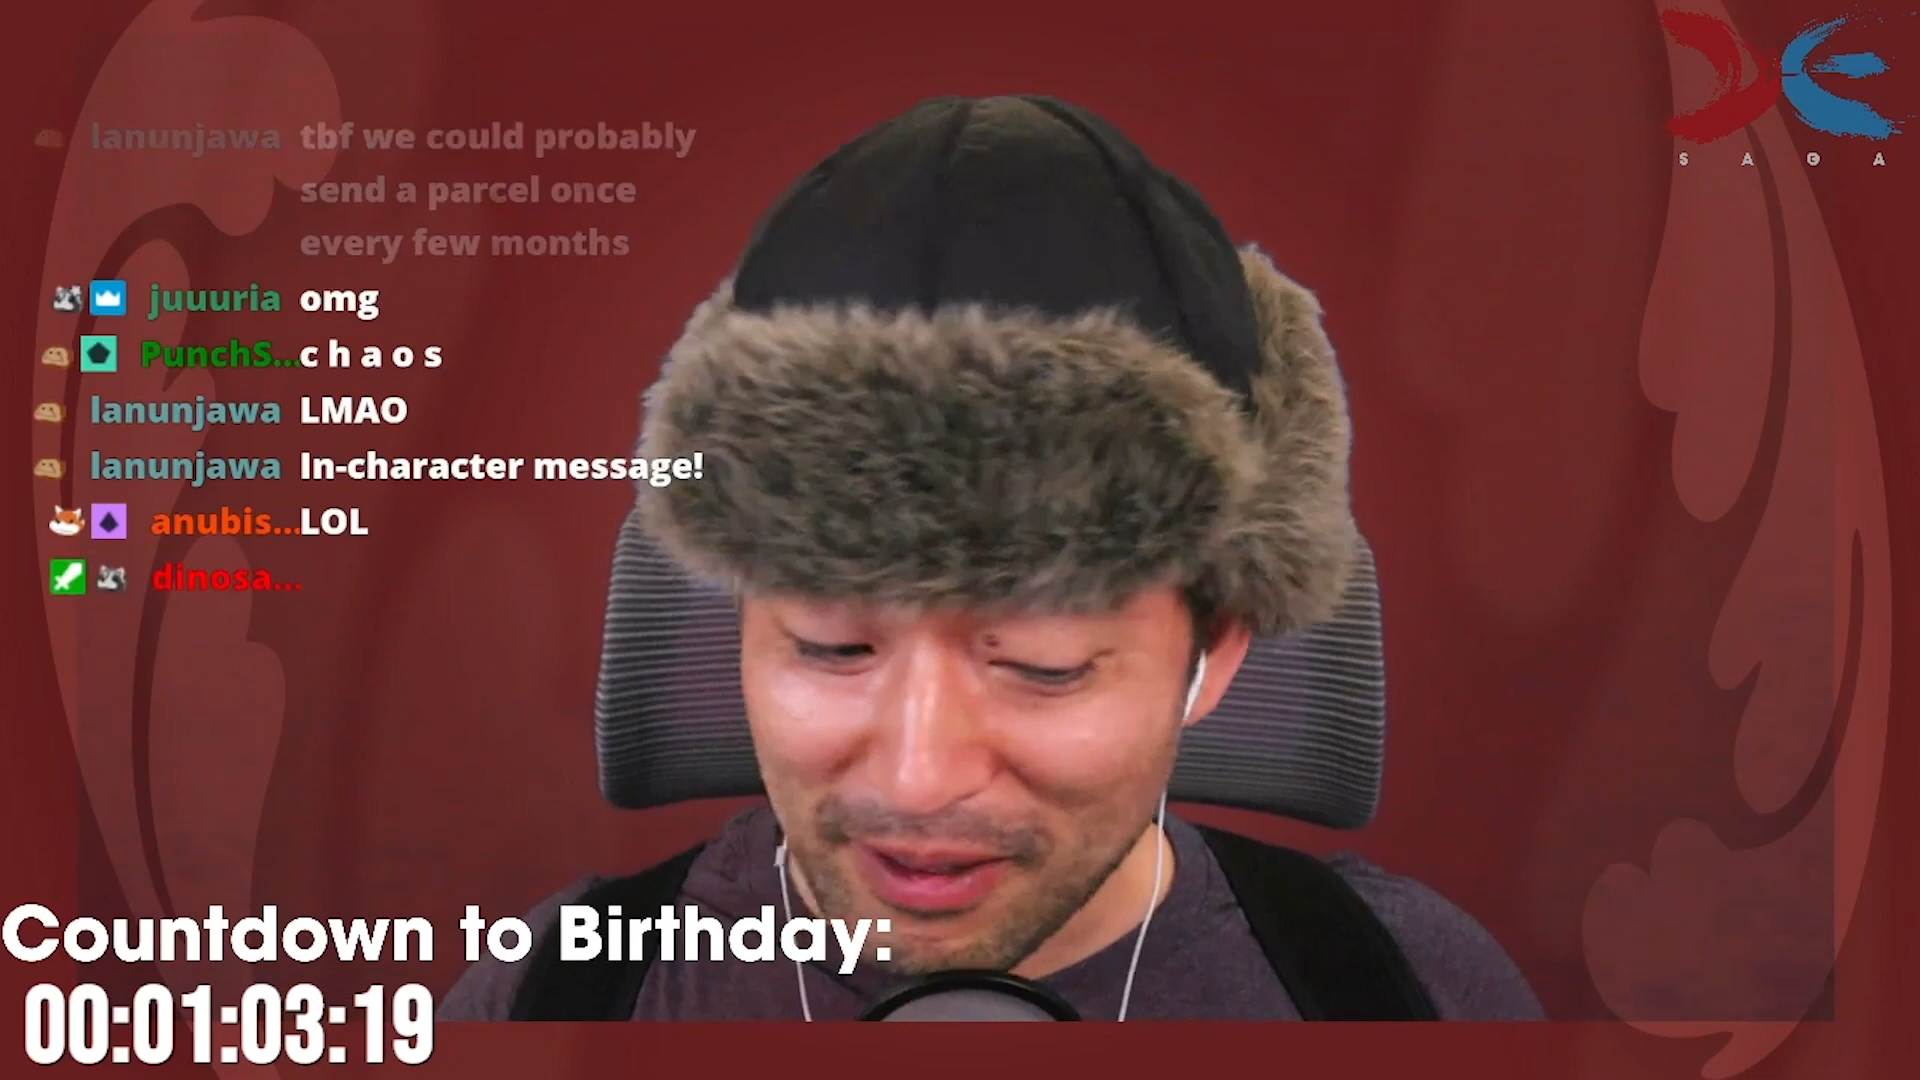 lanunjawa tbf we could probably
send a parcel once
every few months
juuuria omg
PunchS...c h a o s
lanunjawa LMAO
lanunjawa In-character message!
anubis...LOL
dinosa...
S A G A
Countdown to Birthday:
00:01:03:19